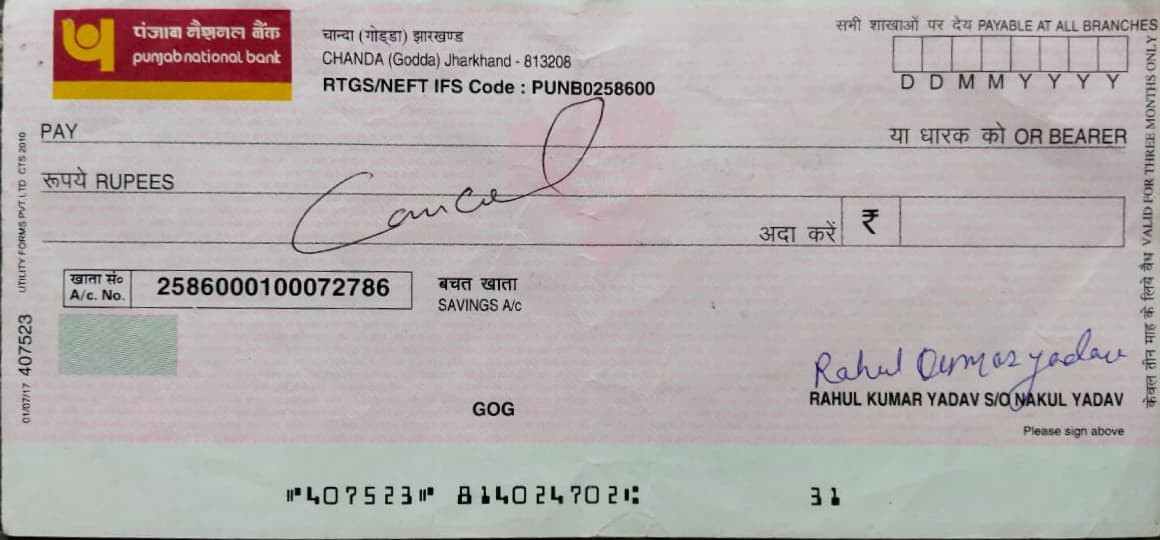 पंजाब नैशनल बैंक
punjab national bank
चान्दा (गोड्डा) झारखण्ड
CHANDA (Godda) Jharkhand - 813208
RTGS/NEFT IFS Code : PUNB0258600
सभी शाखाओं पर देय PAYABLE AT ALL BRANCHES
D D M M Y Y Y Y
PAY
या धारक को OR BEARER
रूपये RUPEES
Cancel
अदा करें ₹
खाता सं०
A/c. No.
2586000100072786
बचत खाता
SAVINGS A/c
Rahul Kumar Yadav
RAHUL KUMAR YADAV S/O NAKUL YADAV
GOG
Please sign above
UTILITY FORMS PVT. LTD CTS 2010
01/07/17 407523
केवल तीन माह के लिये वैध VALID FOR THREE MONTHS ONLY
⑈407523⑈ 814024702⑆ 31